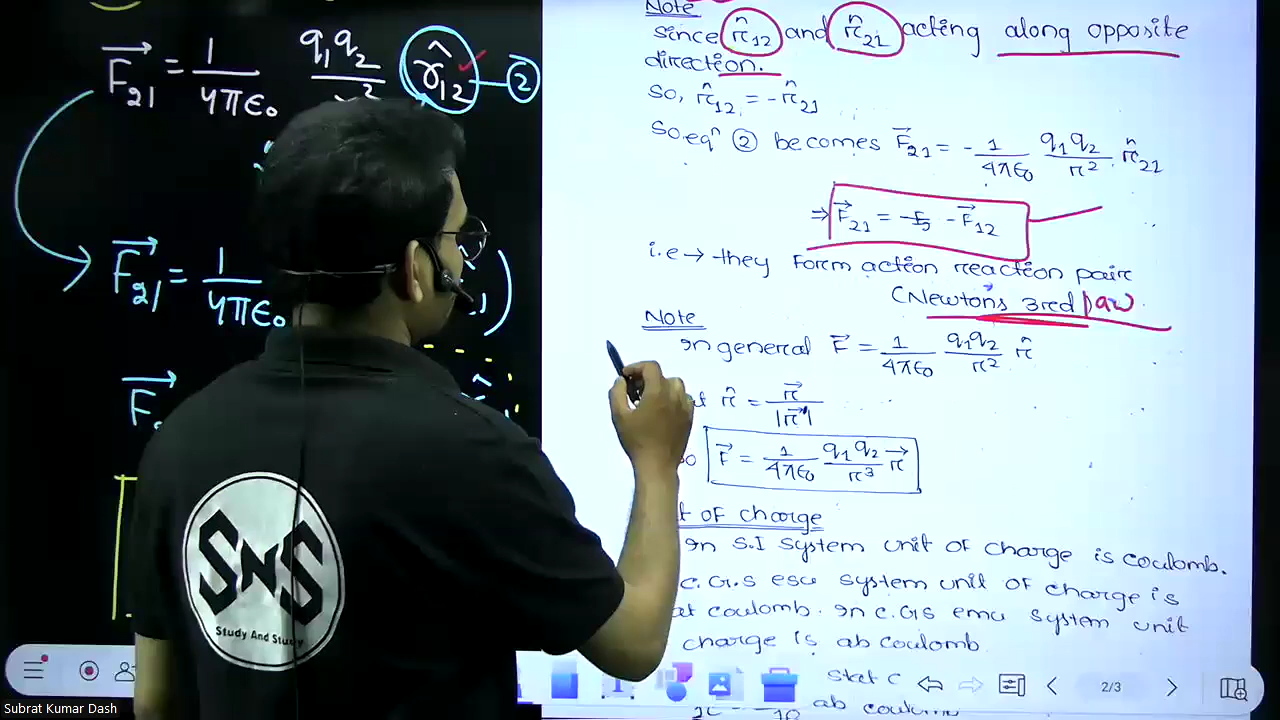 F⃗21 = 1/4πϵ0 q1q2/r² r̂12 — 2
F⃗21 = 1/4πϵ0
F⃗
SNS
Study And Study
Subrat Kumar Dash
Note
since r̂12 and r̂21 acting along opposite
direction.
So, r̂12 = -r̂21
So eqn ② becomes F⃗21 = - 1/4πϵ0 q1q2/r² r̂21
⇒ F⃗21 = -F⃗12
i.e → they form action reaction pair
(Newton's 3rd law
Note
In general F⃗ = 1/4πϵ0 q1q2/r² r̂
r̂ = r⃗/|r⃗|
F⃗ = 1/4πϵ0 q1q2/r³ r⃗
of charge
In S.I system unit of charge is coulomb.
C.G.S esu system unit of charge is
at coulomb. In C.G.S emu system unit
charge is ab coulomb
stat c
ab coulomb
2/3